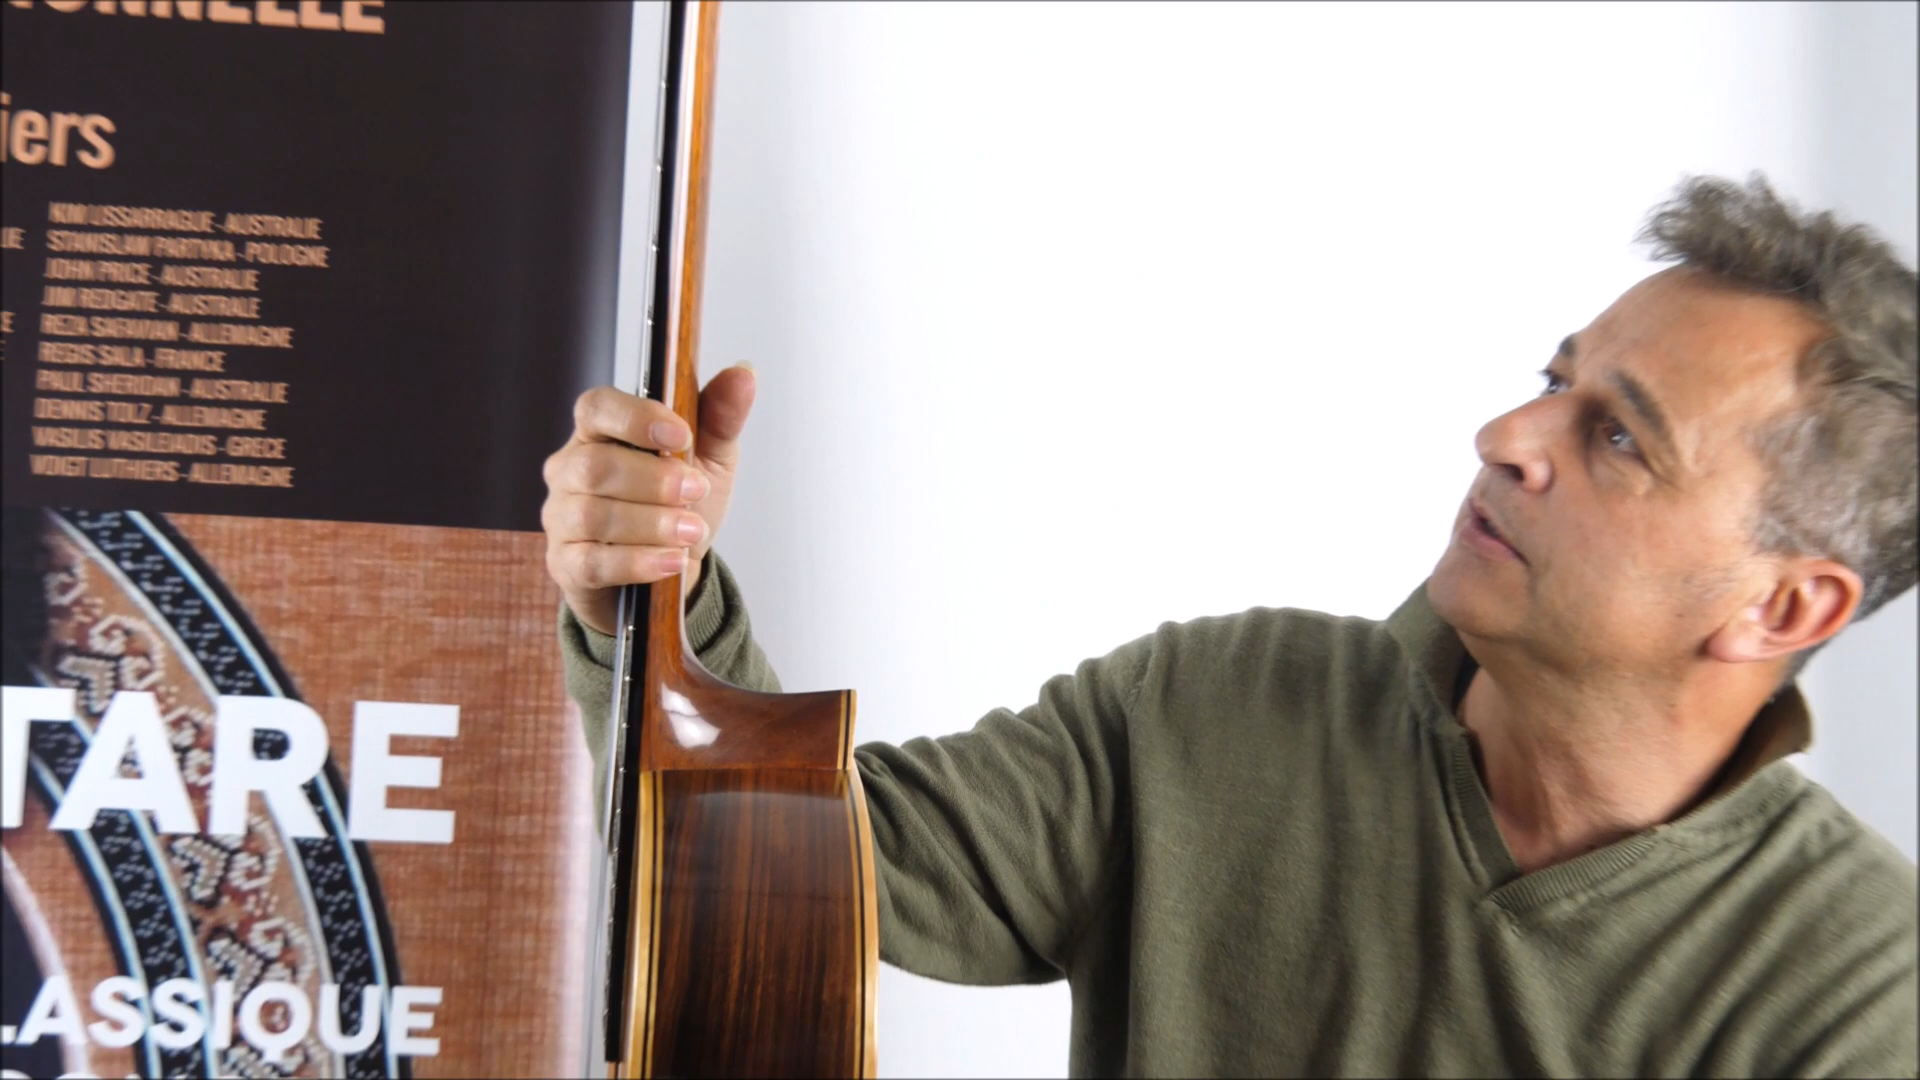 ONNELLE
iers
KIM LISSARRAGUE - AUSTRALIE
STANISLAW PARTYKA - POLOGNE
JOHN PRICE - AUSTRALIE
JIM REDGATE - AUSTRALIE
REZA SAFAVIAN - ALLEMAGNE
REGIS SALA - FRANCE
PAUL SHERIDAN - AUSTRALIE
DENNIS TOLZ - ALLEMAGNE
VASILIS VASILEIADIS - GRECE
VOIGT LUTHIERS - ALLEMAGNE
TARE
LASSIQUE